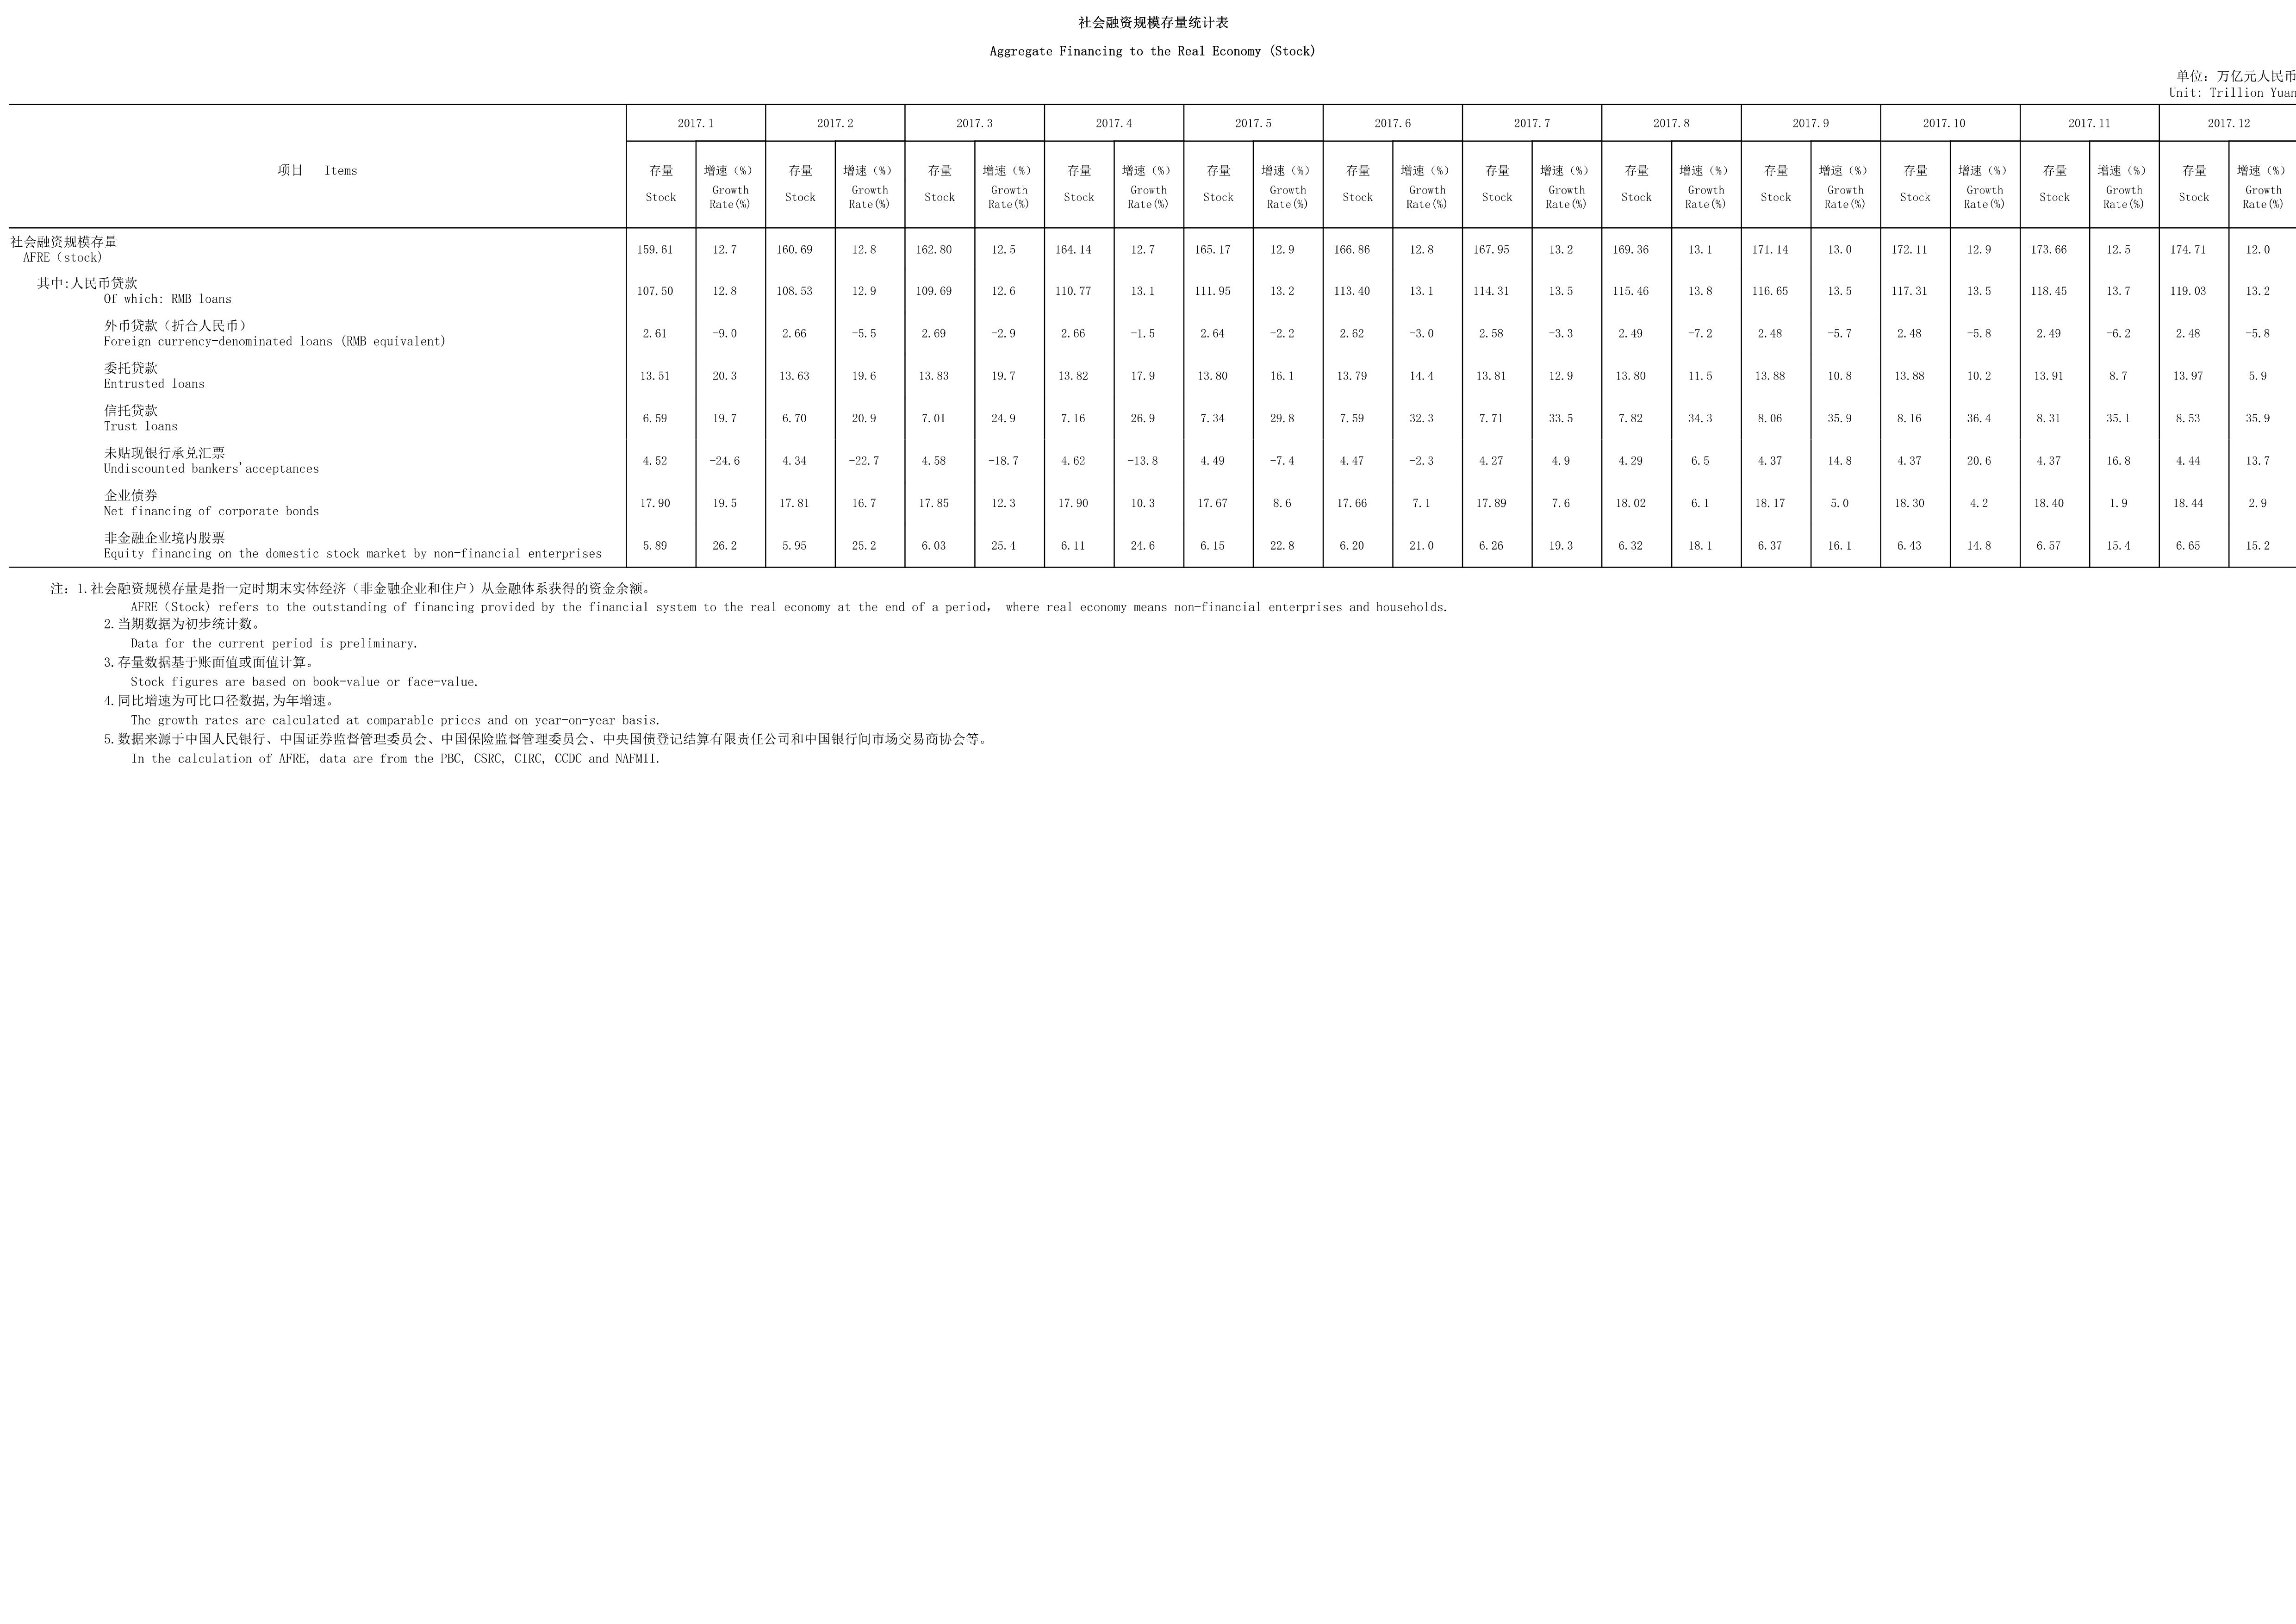 社会融资规模存量统计表
Aggregate Financing to the Real Economy (Stock)
单位：万亿元人民币
Unit: Trillion Yuan
项目 Items 2017.1 2017.2 2017.3 2017.4 2017.5 2017.6 2017.7 2017.8 2017.9 2017.10 2017.11 2017.12
存量 增速（%） 存量 增速（%） 存量 增速（%） 存量 增速（%） 存量 增速（%） 存量 增速（%） 存量 增速（%） 存量 增速（%） 存量 增速（%） 存量 增速（%） 存量 增速（%） 存量 增速（%）
Stock Growth Rate(%) Stock Growth Rate(%) Stock Growth Rate(%) Stock Growth Rate(%) Stock Growth Rate(%) Stock Growth Rate(%) Stock Growth Rate(%) Stock Growth Rate(%) Stock Growth Rate(%) Stock Growth Rate(%) Stock Growth Rate(%) Stock Growth Rate(%)
社会融资规模存量
AFRE（stock) 159.61 12.7 160.69 12.8 162.80 12.5 164.14 12.7 165.17 12.9 166.86 12.8 167.95 13.2 169.36 13.1 171.14 13.0 172.11 12.9 173.66 12.5 174.71 12.0
其中:人民币贷款
Of which: RMB loans 107.50 12.8 108.53 12.9 109.69 12.6 110.77 13.1 111.95 13.2 113.40 13.1 114.31 13.5 115.46 13.8 116.65 13.5 117.31 13.5 118.45 13.7 119.03 13.2
外币贷款（折合人民币）
Foreign currency-denominated loans (RMB equivalent) 2.61 -9.0 2.66 -5.5 2.69 -2.9 2.66 -1.5 2.64 -2.2 2.62 -3.0 2.58 -3.3 2.49 -7.2 2.48 -5.7 2.48 -5.8 2.49 -6.2 2.48 -5.8
委托贷款
Entrusted loans 13.51 20.3 13.63 19.6 13.83 19.7 13.82 17.9 13.80 16.1 13.79 14.4 13.81 12.9 13.80 11.5 13.88 10.8 13.88 10.2 13.91 8.7 13.97 5.9
信托贷款
Trust loans 6.59 19.7 6.70 20.9 7.01 24.9 7.16 26.9 7.34 29.8 7.59 32.3 7.71 33.5 7.82 34.3 8.06 35.9 8.16 36.4 8.31 35.1 8.53 35.9
未贴现银行承兑汇票
Undiscounted bankers'acceptances 4.52 -24.6 4.34 -22.7 4.58 -18.7 4.62 -13.8 4.49 -7.4 4.47 -2.3 4.27 4.9 4.29 6.5 4.37 14.8 4.37 20.6 4.37 16.8 4.44 13.7
企业债券
Net financing of corporate bonds 17.90 19.5 17.81 16.7 17.85 12.3 17.90 10.3 17.67 8.6 17.66 7.1 17.89 7.6 18.02 6.1 18.17 5.0 18.30 4.2 18.40 1.9 18.44 2.9
非金融企业境内股票
Equity financing on the domestic stock market by non-financial enterprises 5.89 26.2 5.95 25.2 6.03 25.4 6.11 24.6 6.15 22.8 6.20 21.0 6.26 19.3 6.32 18.1 6.37 16.1 6.43 14.8 6.57 15.4 6.65 15.2
注：1.社会融资规模存量是指一定时期末实体经济（非金融企业和住户）从金融体系获得的资金余额。
AFRE（Stock) refers to the outstanding of financing provided by the financial system to the real economy at the end of a period， where real economy means non-financial enterprises and households.
2.当期数据为初步统计数。
Data for the current period is preliminary.
3.存量数据基于账面值或面值计算。
Stock figures are based on book-value or face-value.
4.同比增速为可比口径数据,为年增速。
The growth rates are calculated at comparable prices and on year-on-year basis.
5.数据来源于中国人民银行、中国证券监督管理委员会、中国保险监督管理委员会、中央国债登记结算有限责任公司和中国银行间市场交易商协会等。
In the calculation of AFRE, data are from the PBC, CSRC, CIRC, CCDC and NAFMII.